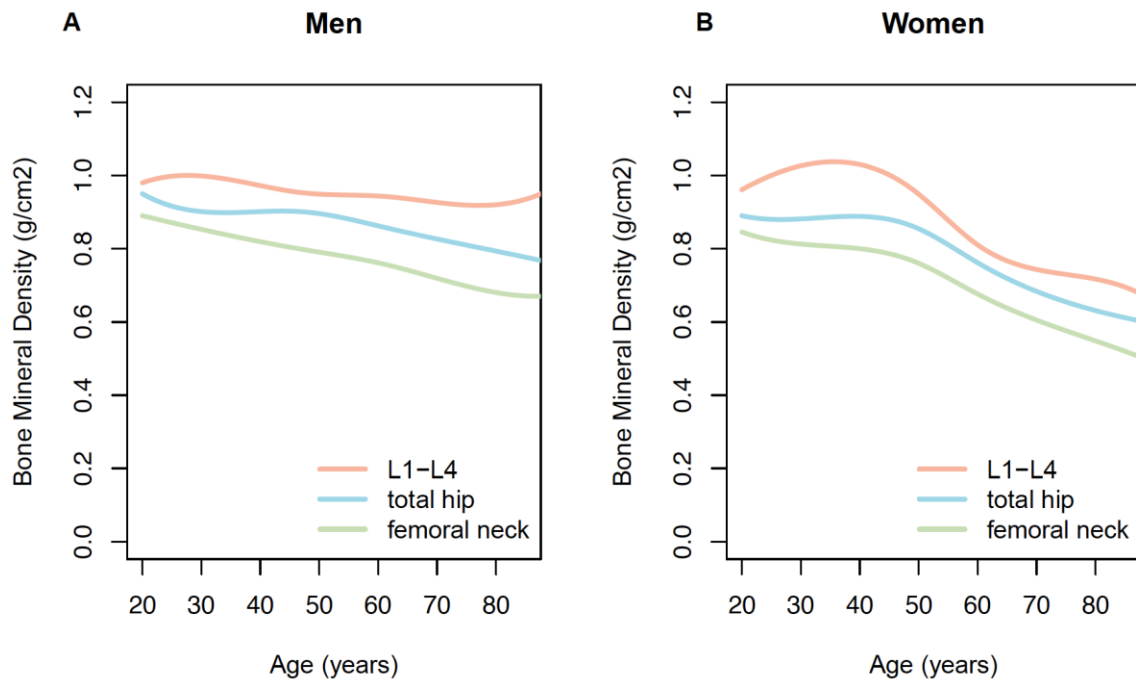 A
Men
Bone Mineral Density (g/cm2)
1.2
1.0
0.8
0.6
0.4
0.2
0.0
L1−L4
total hip
femoral neck
20 30 40 50 60 70 80
Age (years)
B
Women
Bone Mineral Density (g/cm2)
1.2
1.0
0.8
0.6
0.4
0.2
0.0
L1−L4
total hip
femoral neck
20 30 40 50 60 70 80
Age (years)